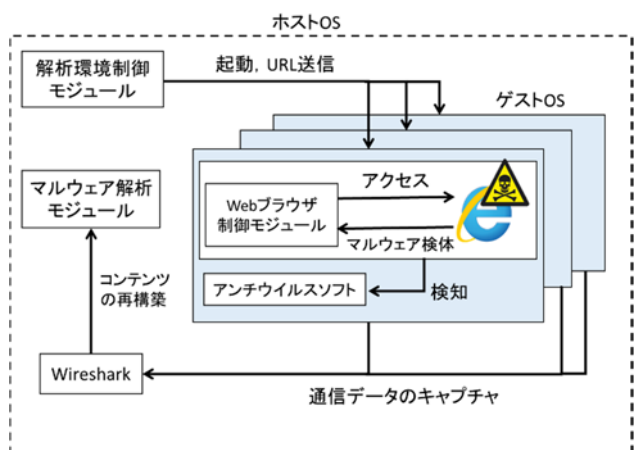 ホストOS
解析環境制御
モジュール
起動，URL送信
ゲストOS
マルウェア解析
モジュール
Webブラウザ
制御モジュール
アクセス
マルウェア検体
コンテンツ
の再構築
アンチウイルスソフト
検知
Wireshark
通信データのキャプチャ